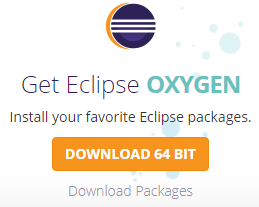 Get Eclipse OXYGEN
Install your favorite Eclipse packages.
DOWNLOAD 64 BIT
Download Packages